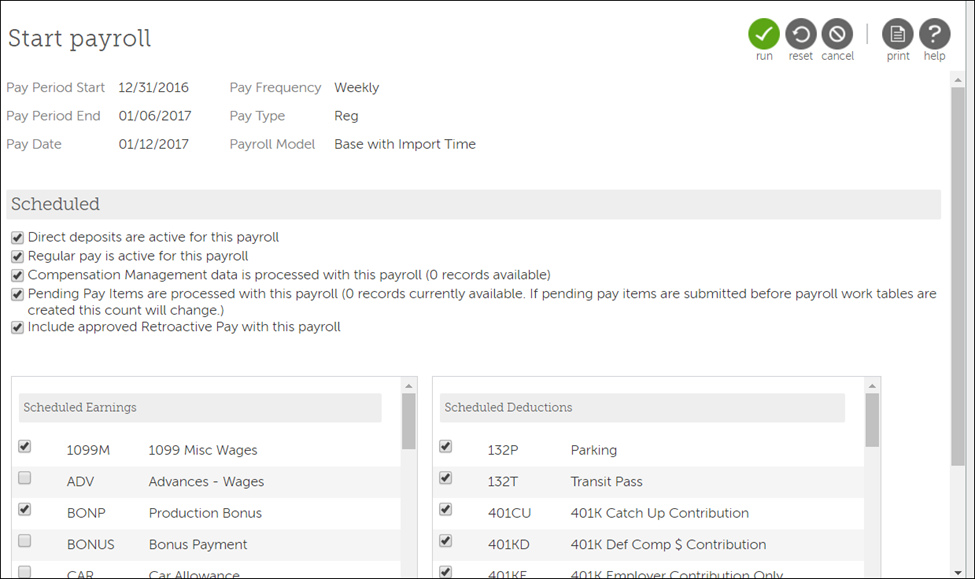 Start payroll
run reset cancel print help
Pay Period Start 12/31/2016 Pay Frequency Weekly
Pay Period End 01/06/2017 Pay Type Reg
Pay Date 01/12/2017 Payroll Model Base with Import Time
Scheduled
Direct deposits are active for this payroll
Regular pay is active for this payroll
Compensation Management data is processed with this payroll (0 records available)
Pending Pay Items are processed with this payroll (0 records currently available. If pending pay items are submitted before payroll work tables are
created this count will change.)
Include approved Retroactive Pay with this payroll
Scheduled Earnings
1099M 1099 Misc Wages
ADV Advances - Wages
BONP Production Bonus
BONUS Bonus Payment
CAR Car Allowance
Scheduled Deductions
132P Parking
132T Transit Pass
401CU 401K Catch Up Contribution
401KD 401K Def Comp $ Contribution
401KE 401K Employer Contribution Only